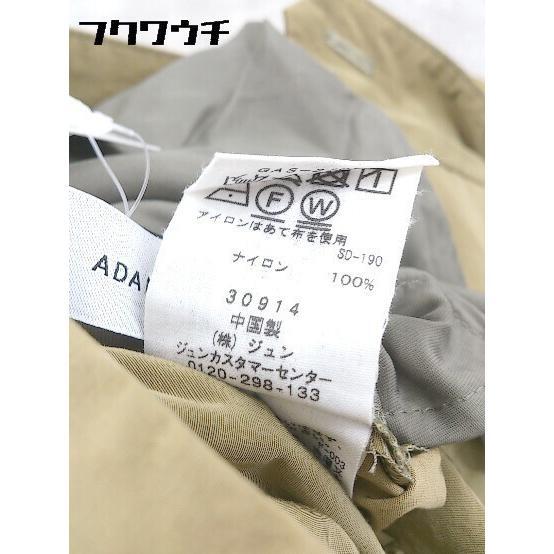 フクワウチ
F W
アイロンはあて布を使用
SD-190
ナイロン 100%
30914
中国製
(株) ジュン
ジュンカスタマーセンター
0120-298-133
ADA